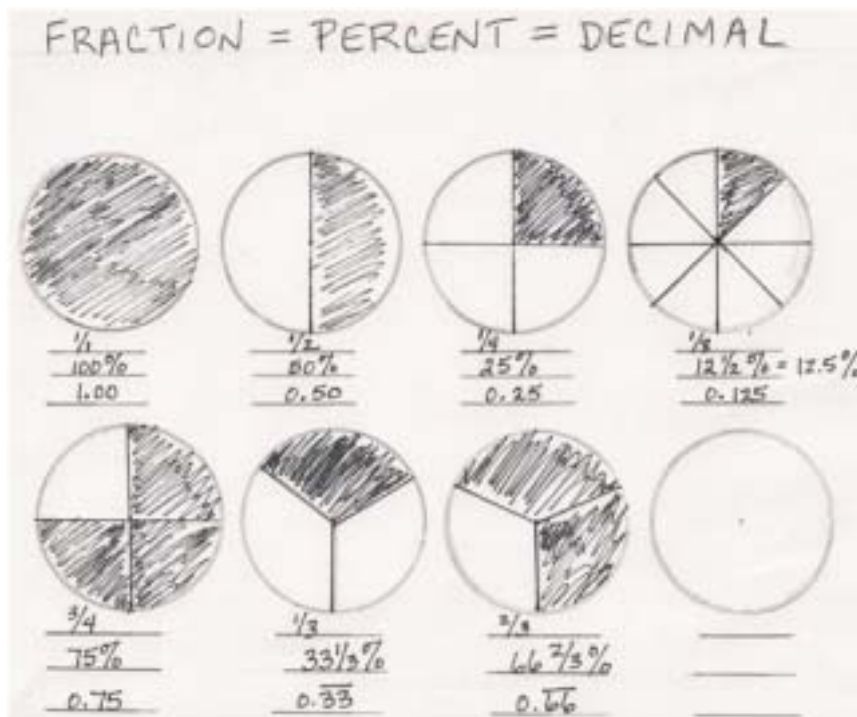 FRACTION = PERCENT = DECIMAL
1/1 1/2 1/4 1/8
100% 50% 25% 12 1/2 % = 12.5%
1.00 0.50 0.25 0.125
3/4 1/3 2/3
75% 33 1/3 % 66 2/3 %
0.75 0.3̅3̅ 0.6̅6̅